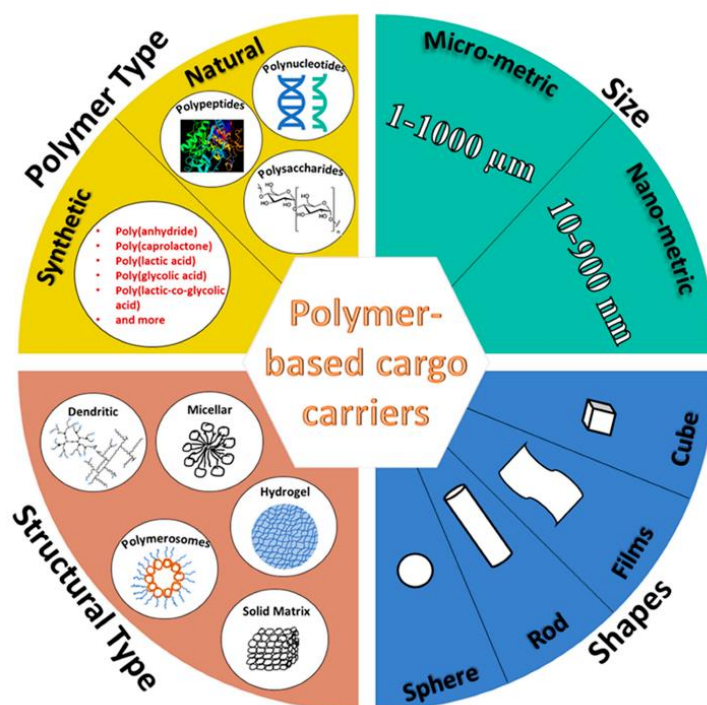 Polymer Type
Natural
Polynucleotides
Polypeptides
Polysaccharides
Synthetic
• Poly(anhydride)
• Poly(caprolactone)
• Poly(lactic acid)
• Poly(glycolic acid)
• Poly(lactic-co-glycolic
acid)
• and more
Size
Micro-metric
1-1000 μm
Nano-metric
10-900 nm
Polymer-
based cargo
carriers
Structural Type
Dendritic
Micellar
Hydrogel
Polymerosomes
Solid Matrix
Shapes
Cube
Films
Rod
Sphere